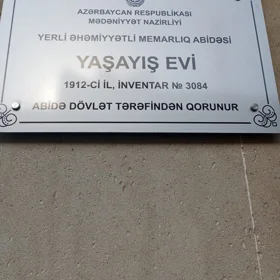 AZƏRBAYCAN RESPUBLİKASI
MƏDƏNİYYƏT NAZİRLİYİ
YERLİ ƏHƏMİYYƏTLİ MEMARLIQ ABİDƏSİ
YAŞAYIŞ EVİ
1912-Cİ İL, İNVENTAR № 3084
ABİDƏ DÖVLƏT TƏRƏFİNDƏN QORUNUR